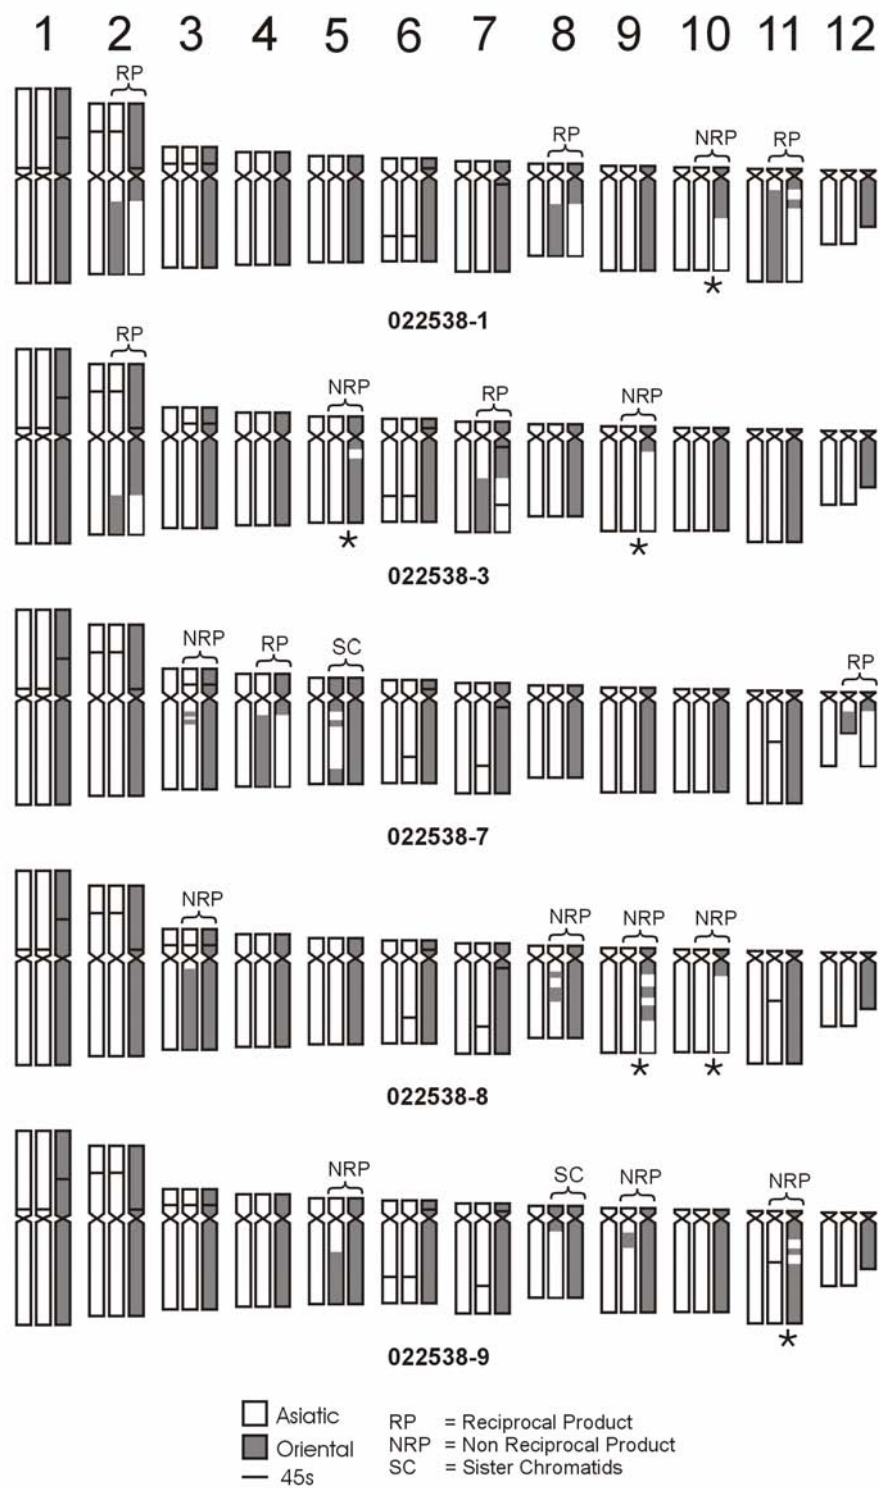 1 2 3 4 5 6 7 8 9 10 11 12
RP RP NRP RP
*
022538-1
RP NRP RP NRP
* *
022538-3
NRP RP SC RP
022538-7
NRP NRP NRP NRP
* *
022538-8
NRP SC NRP NRP
*
022538-9
Asiatic
Oriental
45s
RP = Reciprocal Product
NRP = Non Reciprocal Product
SC = Sister Chromatids